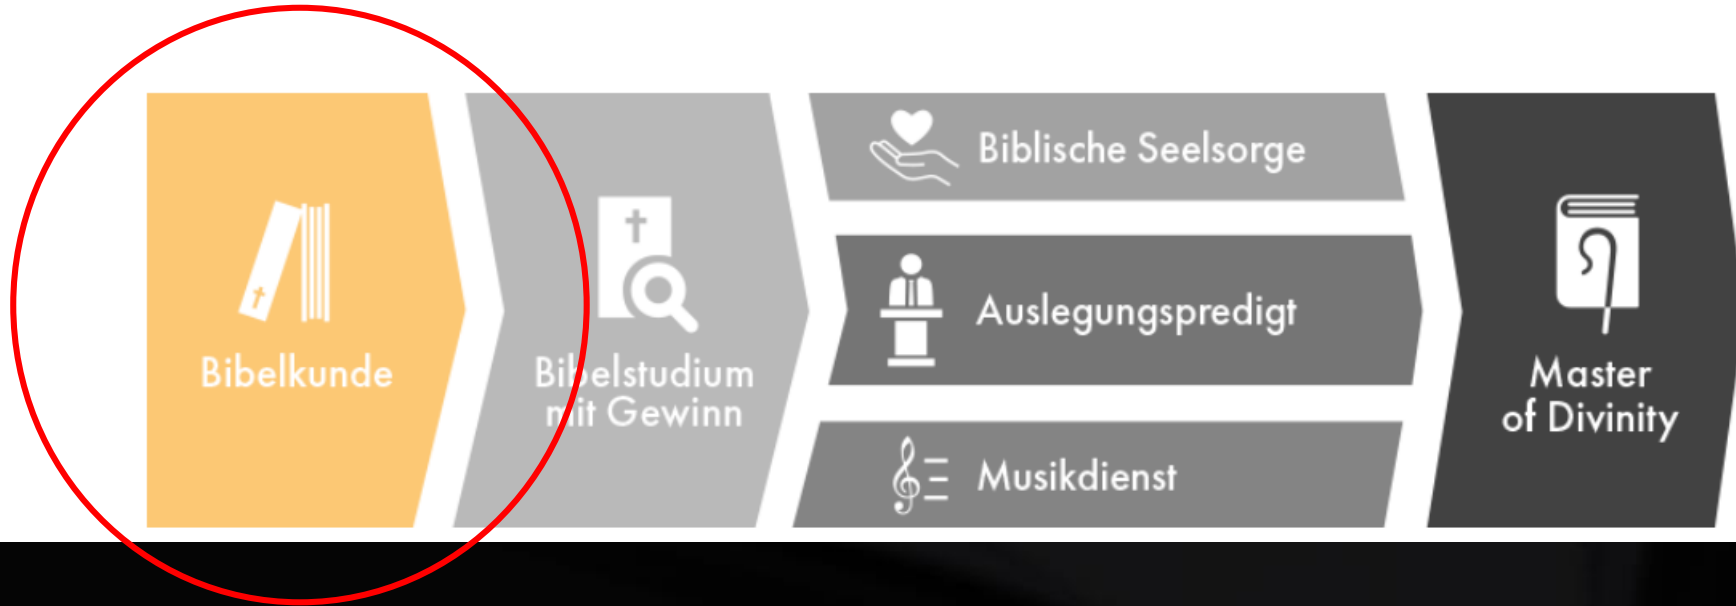 Bibelkunde
Bibelstudium
mit Gewinn
Biblische Seelsorge
Auslegungspredigt
Musikdienst
Master
of Divinity